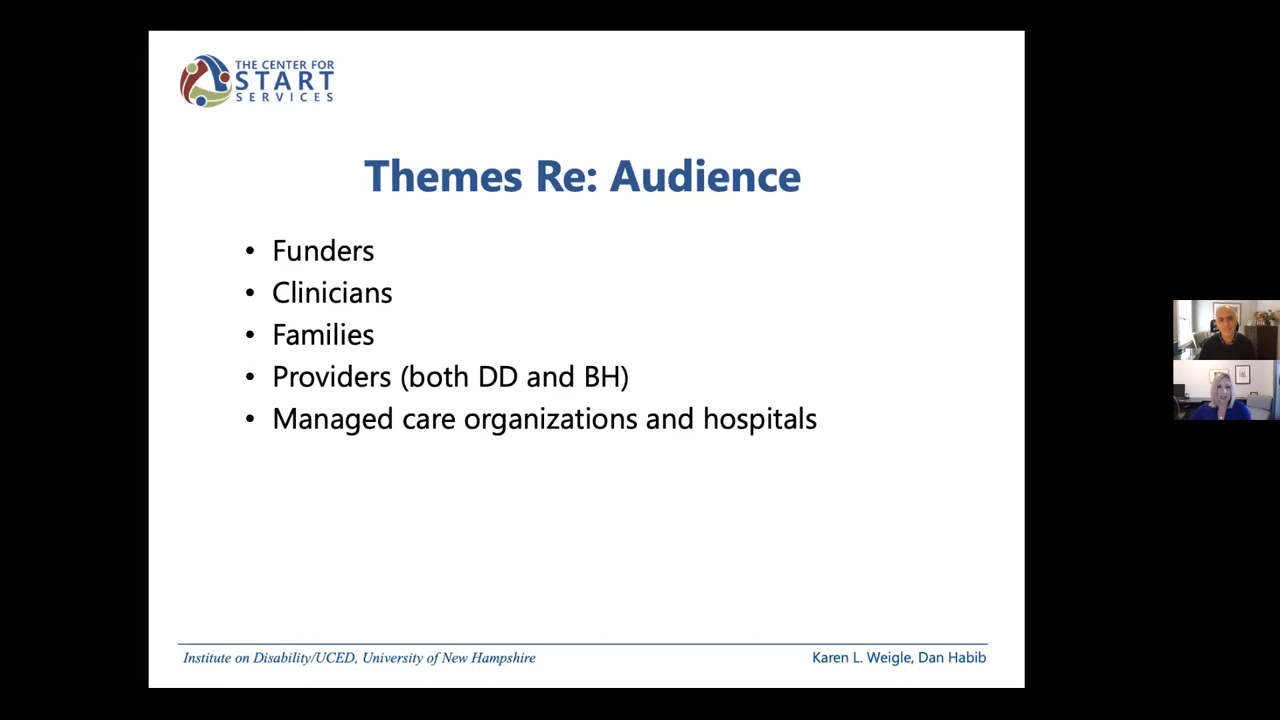 THE CENTER FOR
START
SERVICES
Themes Re: Audience
• Funders
• Clinicians
• Families
• Providers (both DD and BH)
• Managed care organizations and hospitals
Institute on Disability/UCED, University of New Hampshire
Karen L. Weigle, Dan Habib